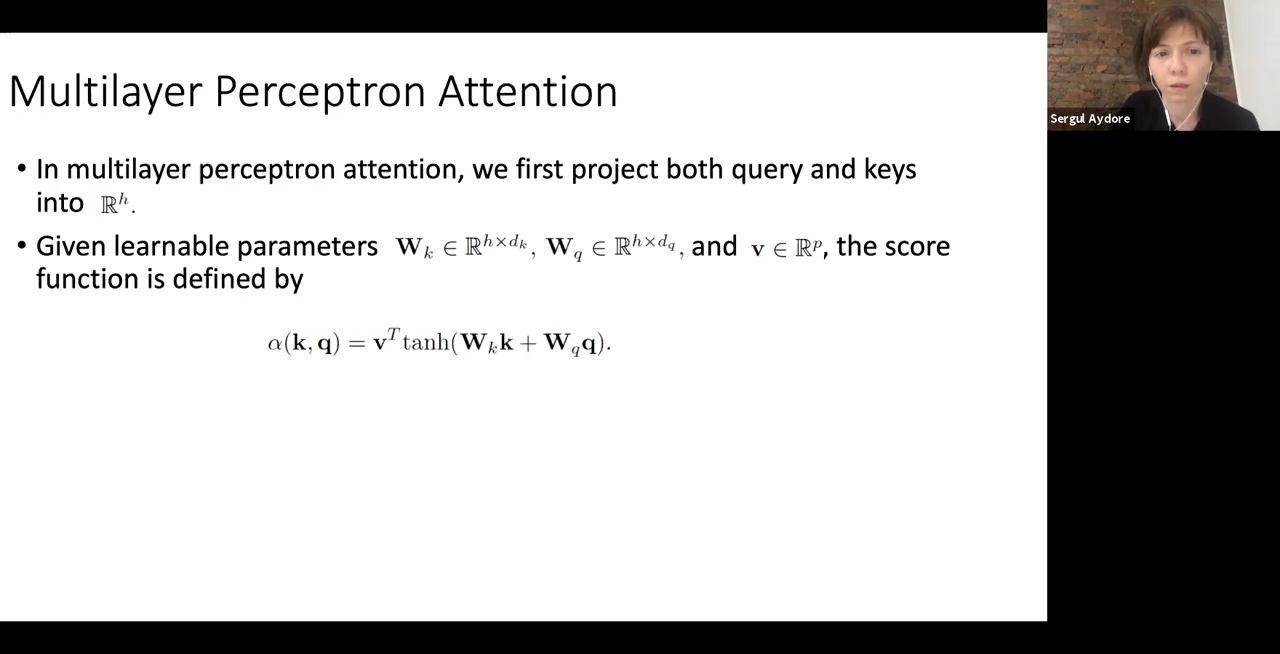 Multilayer Perceptron Attention
• In multilayer perceptron attention, we first project both query and keys
into ℝʰ.
• Given learnable parameters W_k ∈ ℝ^{h×d_k}, W_q ∈ ℝ^{h×d_q}, and v ∈ ℝ^p, the score
function is defined by
α(k, q) = v^T tanh(W_k k + W_q q).
Sergul Aydore